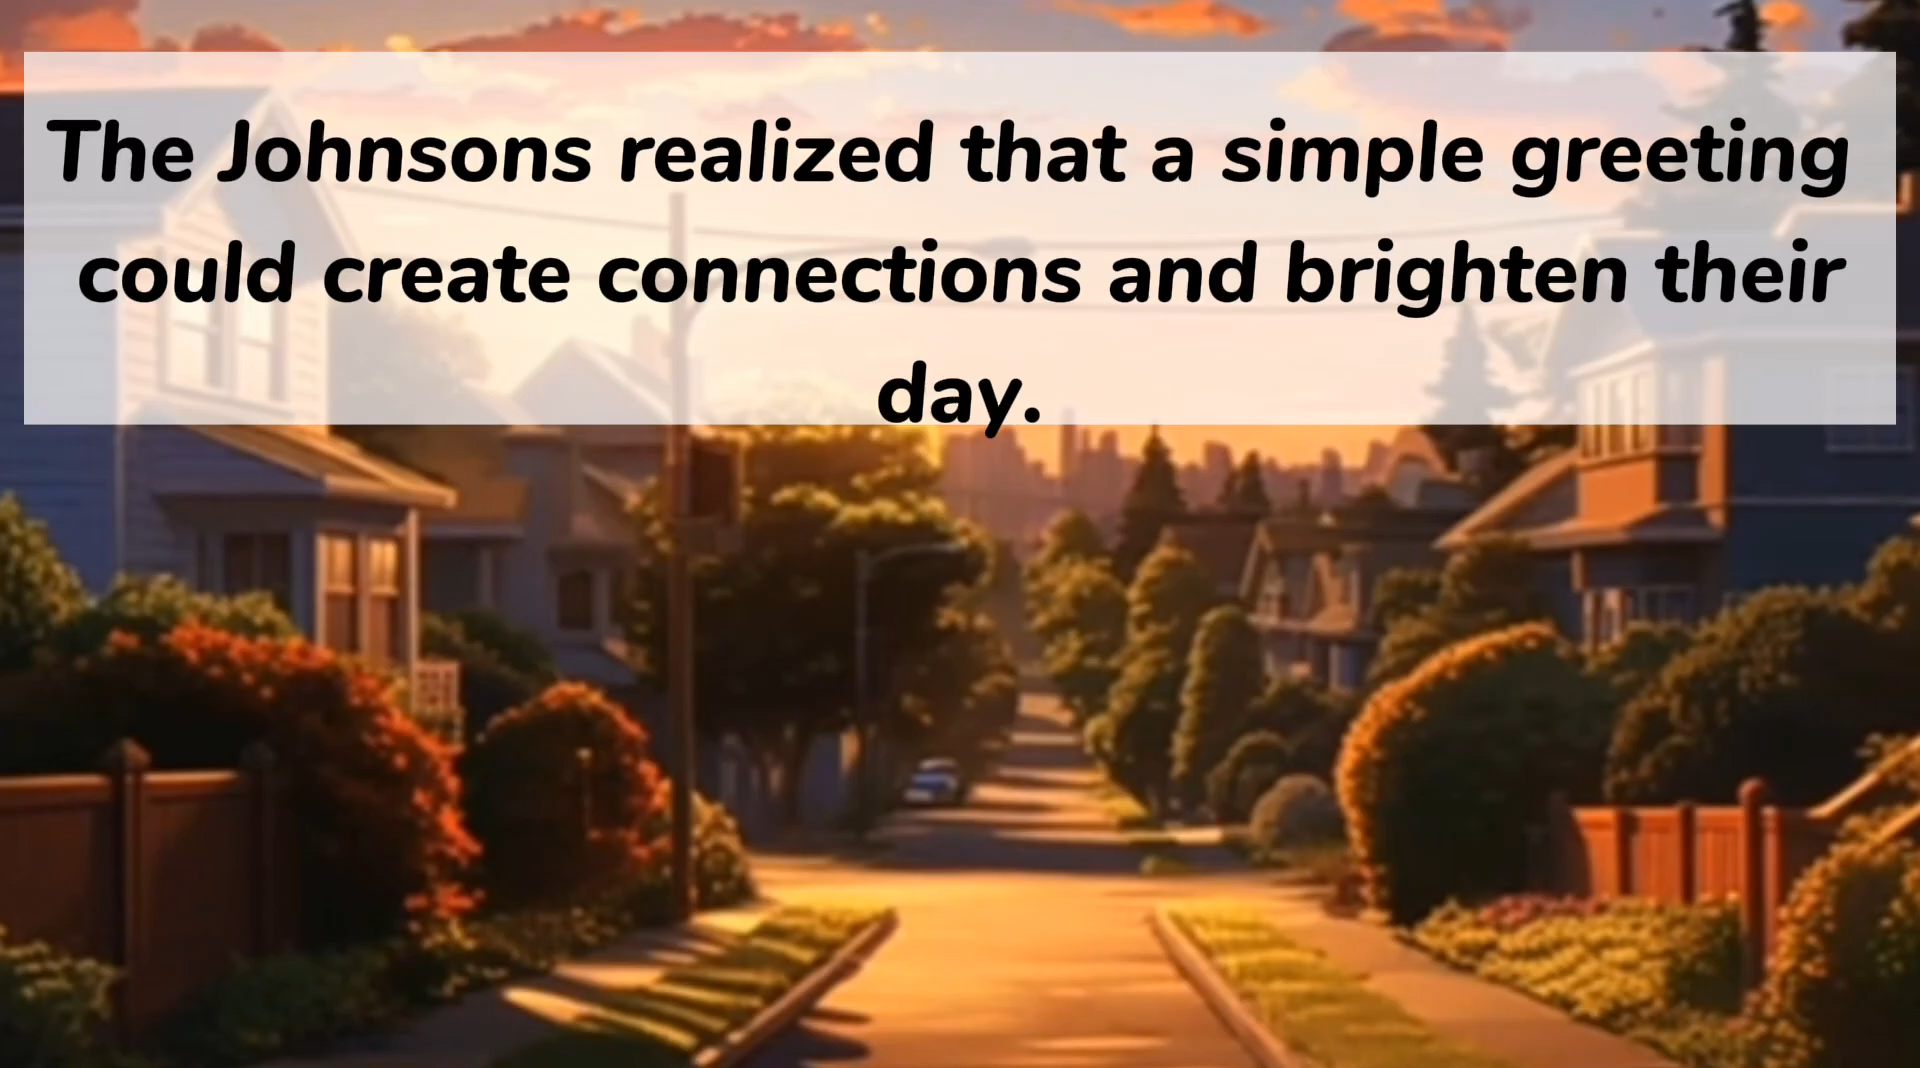 The Johnsons realized that a simple greeting
could create connections and brighten their
day.